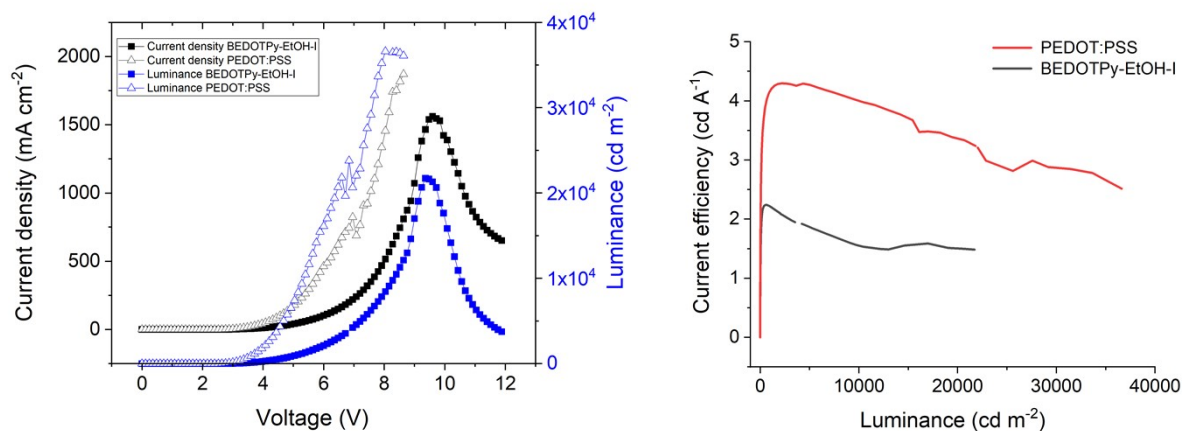 Current density (mA cm-2)
2000
1500
1000
500
0
Current density BEDOTPy-EtOH-I
Current density PEDOT:PSS
Luminance BEDOTPy-EtOH-I
Luminance PEDOT:PSS
0 2 4 6 8 10 12
Voltage (V)
4x10⁴
3x10⁴
2x10⁴
1x10⁴
0
Luminance (cd m-2)
Current efficiency (cd A-1)
5
4
3
2
1
0
PEDOT:PSS
BEDOTPy-EtOH-I
0 10000 20000 30000 40000
Luminance (cd m-2)